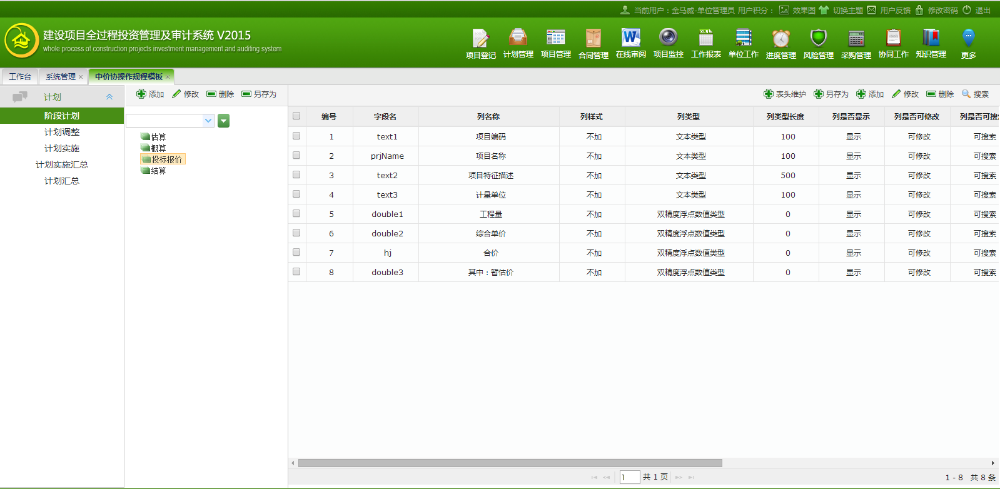 当前用户：金马威-单位管理员 用户积分： 效果图 切换主题 用户反馈 修改密码 退出
建设项目全过程投资管理及审计系统 V2015
whole process of construction projects investment management and auditing system
项目登记 计划管理 项目管理 合同管理 在线审阅 项目监控 工作报表 单位工作 进度管理 风险管理 采购管理 协同工作 知识管理 更多
工作台 系统管理 × 中价协操作规程模板 ×
计划
阶段计划
计划调整
计划实施
计划实施汇总
计划汇总
添加 修改 删除 另存为
估算
概算
投标报价
结算
表头维护 另存为 添加 修改 删除 搜索
编号 字段名 列名称 列样式 列类型 列类型长度 列是否显示 列是否可修改 列是否可搜
1 text1 项目编码 不加 文本类型 100 显示 可修改 可搜索
2 prjName 项目名称 不加 文本类型 100 显示 可修改 可搜索
3 text2 项目特征描述 不加 文本类型 500 显示 可修改 可搜索
4 text3 计量单位 不加 文本类型 100 显示 可修改 可搜索
5 double1 工程量 不加 双精度浮点数值类型 0 显示 可修改 可搜索
6 double2 综合单价 不加 双精度浮点数值类型 0 显示 可修改 可搜索
7 hj 合价 不加 双精度浮点数值类型 0 显示 可修改 可搜索
8 double3 其中：暂估价 不加 双精度浮点数值类型 0 显示 可修改 可搜索
1 共 1 页
1 - 8 共 8 条